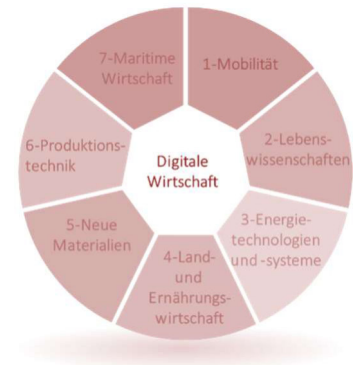 7-Maritime
Wirtschaft
1-Mobilität
2-Lebens-
wissenschaften
3-Energie-
technologien
und -systeme
4-Land-
und
Ernährungs-
wirtschaft
5-Neue
Materialien
6-Produktions-
technik
Digitale
Wirtschaft